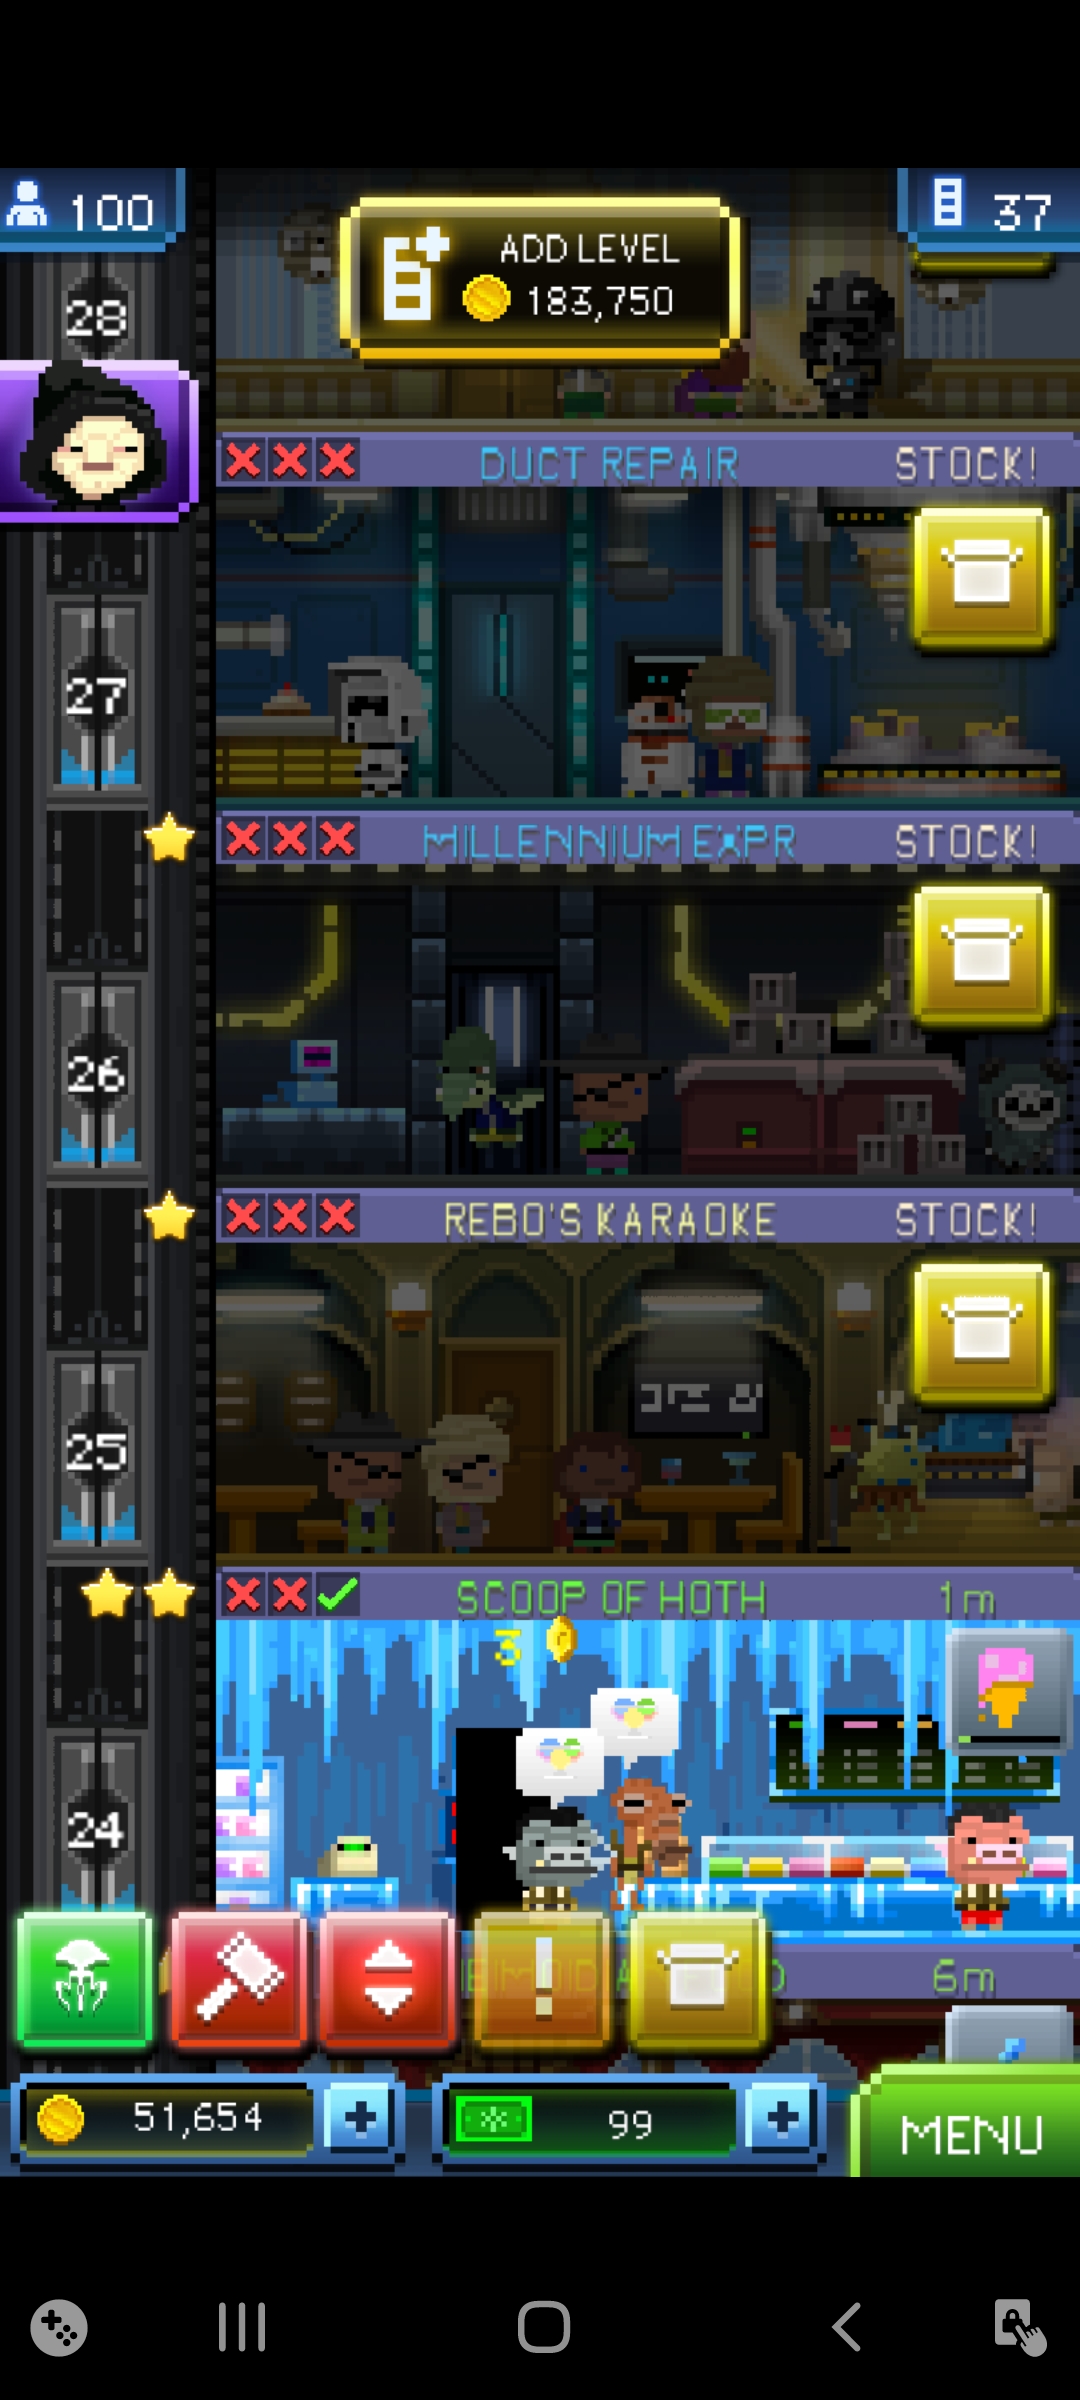 100
ADD LEVEL
183,750
37
28
DUCT REPAIR
STOCK!
27
MILLENNIUM EXPR
STOCK!
26
REBO'S KARAOKE
STOCK!
25
SCOOP OF HOTH
1m
3
24
6m
51,654
99
MENU